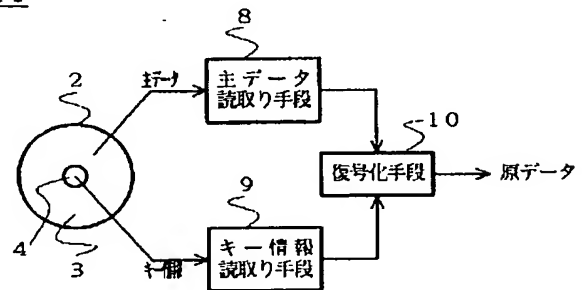 8
2
主データ
主データ
読取り手段
10
復号化手段
原データ
9
4
3
キー情報
キー情報
読取り手段